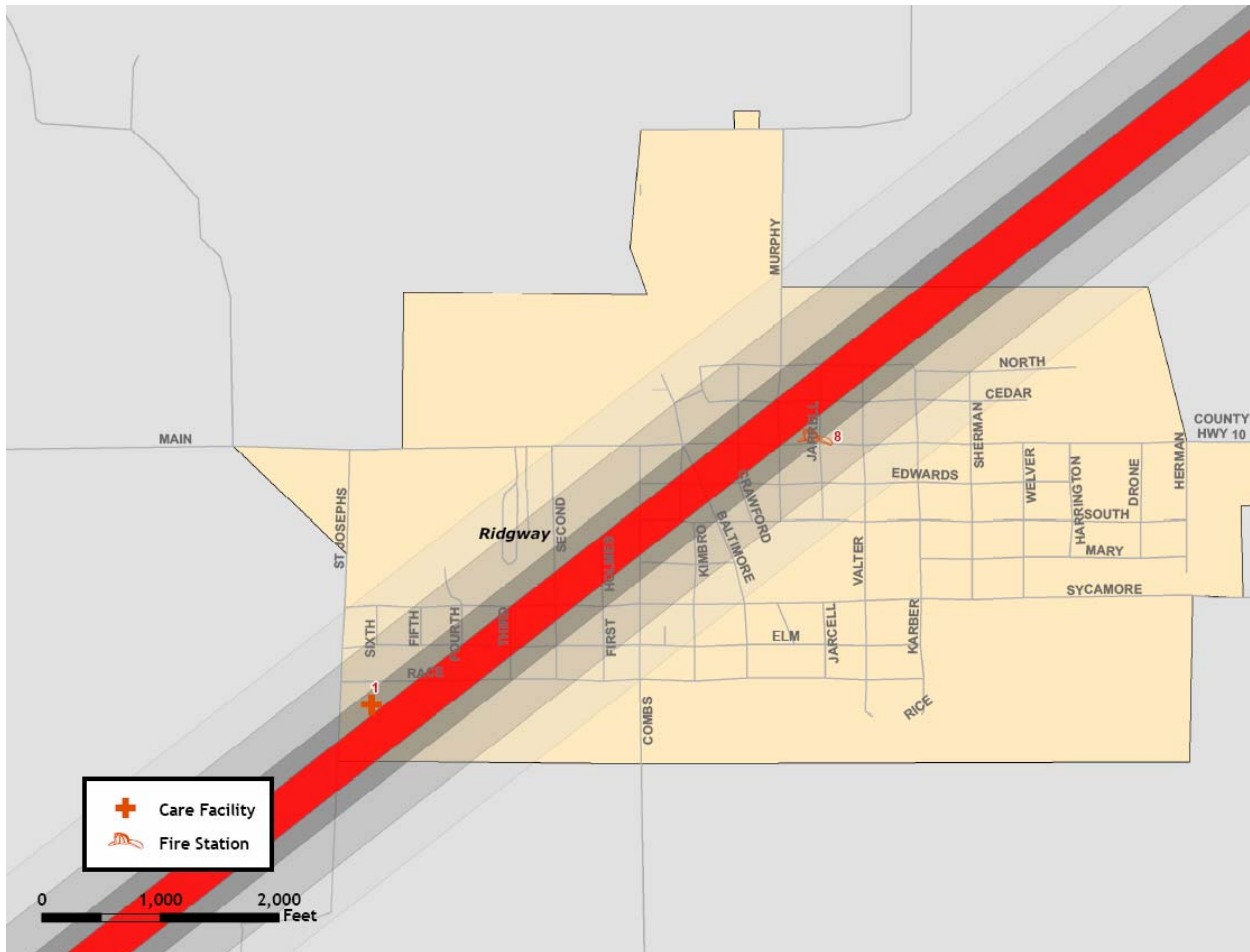 MURPHY
NORTH
CEDAR
COUNTY
HWY 10
MAIN
JARRELL
8
SHERMAN
HERMAN
EDWARDS
WELVER
HARRINGTON
DRONE
CRAWFORD
SOUTH
Ridgway
SECOND
ST JOSEPHS
BALTIMORE
KIMBRO
HOLMES
MARY
VALTER
SYCAMORE
SIXTH
FIFTH
FOURTH
THIRD
FIRST
ELM
JARCELL
KARBER
RACE
1
COMBS
RICE
Care Facility
Fire Station
0 1,000 2,000
Feet